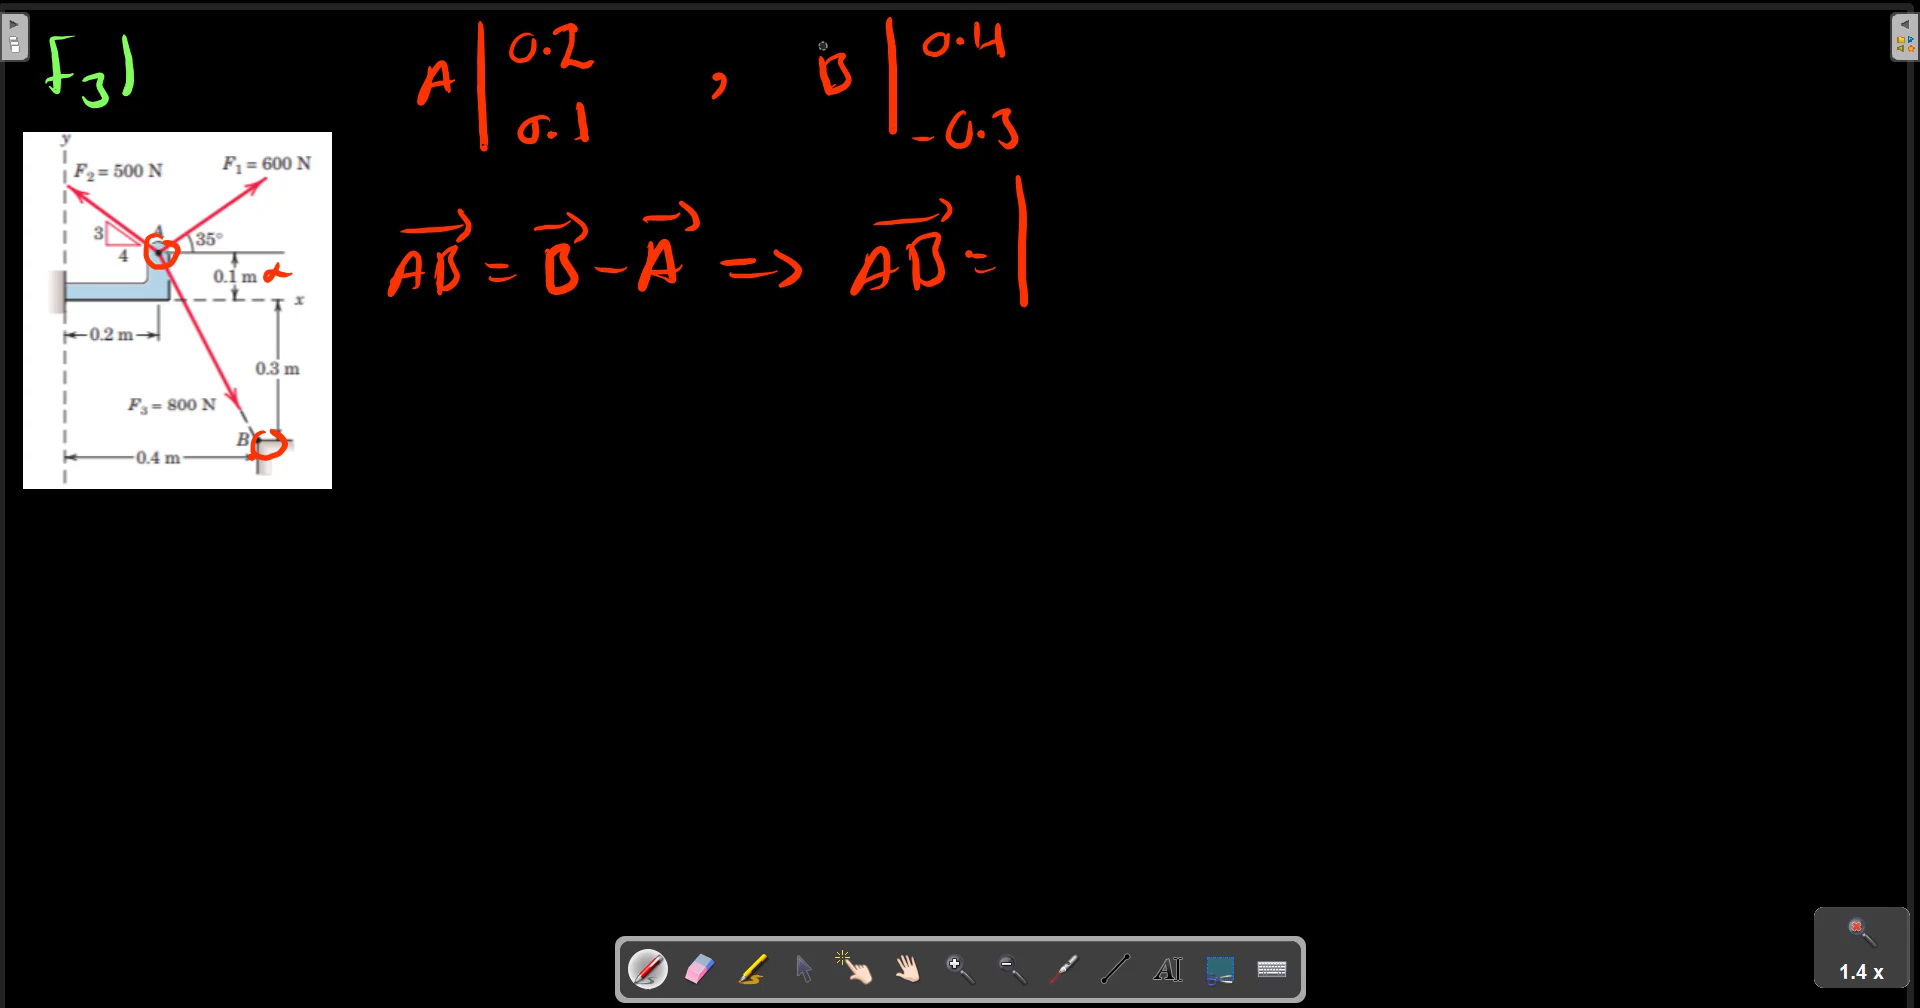 F₃)
A | 0.2 0.1 , B | 0.4 -0.3
AB = B - A => AB = |
y
F₂ = 500 N
F₁ = 600 N
A
3
4
35°
0.1 m α
x
0.2 m
0.3 m
F₃ = 800 N
B
0.4 m
AI
1.4 x